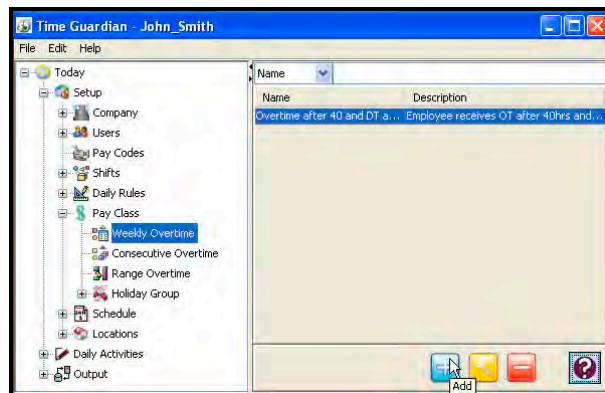 Time Guardian - John_Smith
File Edit Help
Today
Setup
Company
Users
Pay Codes
Shifts
Daily Rules
Pay Class
Weekly Overtime
Consecutive Overtime
Range Overtime
Holiday Group
Schedule
Locations
Daily Activities
Output
Name
Name Description
Overtime after 40 and DT a... Employee receives OT after 40hrs and...
Add